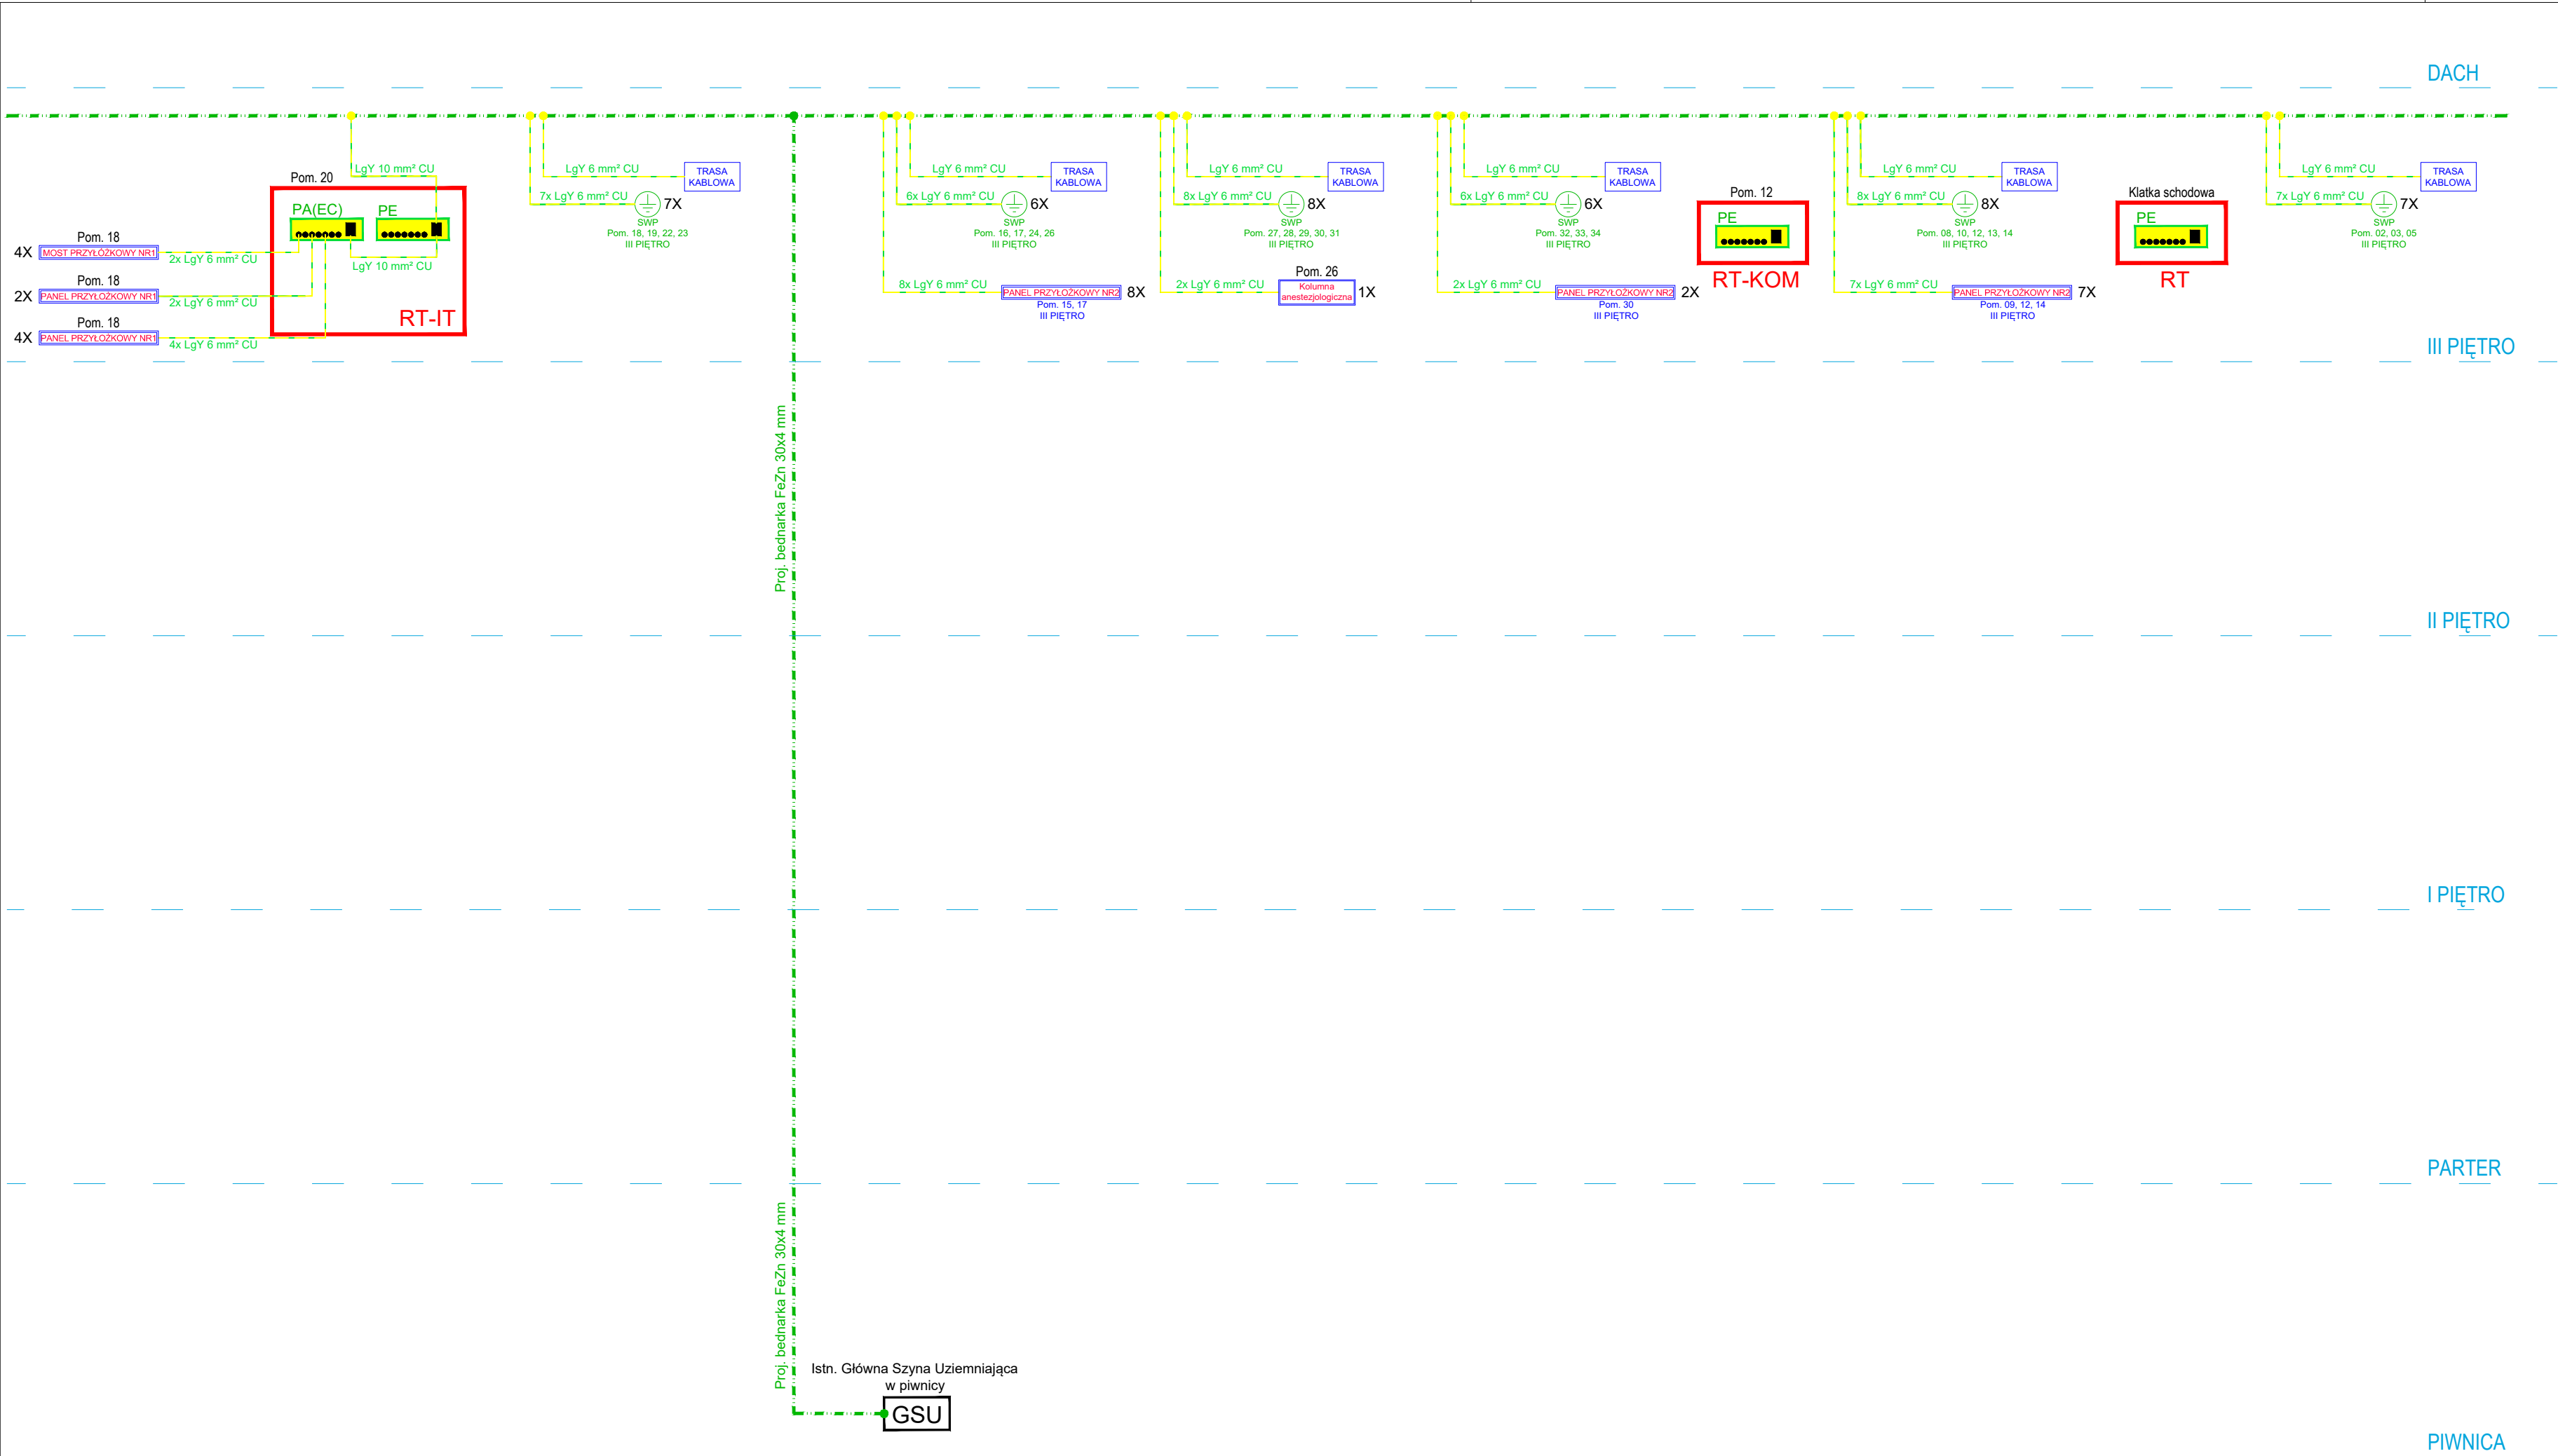 DACH
Pom. 20
LgY 10 mm² CU
PA(EC)
PE
LgY 10 mm² CU
RT-IT
Pom. 18
4X
MOST PRZYŁÓŻKOWY NR1
2x LgY 6 mm² CU
Pom. 18
2X
PANEL PRZYŁOŻKOWY NR1
2x LgY 6 mm² CU
Pom. 18
4X
PANEL PRZYŁOŻKOWY NR1
4x LgY 6 mm² CU
LgY 6 mm² CU
TRASA
KABLOWA
7x LgY 6 mm² CU
7X
SWP
Pom. 18, 19, 22, 23
III PIĘTRO
LgY 6 mm² CU
TRASA
KABLOWA
6x LgY 6 mm² CU
6X
SWP
Pom. 16, 17, 24, 26
III PIĘTRO
8x LgY 6 mm² CU
PANEL PRZYŁOŻKOWY NR2
8X
Pom. 15, 17
III PIĘTRO
LgY 6 mm² CU
TRASA
KABLOWA
8x LgY 6 mm² CU
8X
SWP
Pom. 27, 28, 29, 30, 31
III PIĘTRO
Pom. 26
2x LgY 6 mm² CU
Kolumna
anestezjologiczna
1X
LgY 6 mm² CU
TRASA
KABLOWA
6x LgY 6 mm² CU
6X
SWP
Pom. 32, 33, 34
III PIĘTRO
2x LgY 6 mm² CU
PANEL PRZYŁOŻKOWY NR2
2X
Pom. 30
III PIĘTRO
Pom. 12
PE
RT-KOM
LgY 6 mm² CU
TRASA
KABLOWA
8x LgY 6 mm² CU
8X
SWP
Pom. 08, 10, 12, 13, 14
III PIĘTRO
7x LgY 6 mm² CU
PANEL PRZYŁOŻKOWY NR2
7X
Pom. 09, 12, 14
III PIĘTRO
Klatka schodowa
PE
RT
LgY 6 mm² CU
TRASA
KABLOWA
7x LgY 6 mm² CU
7X
SWP
Pom. 02, 03, 05
III PIĘTRO
III PIĘTRO
Proj. bednarka FeZn 30x4 mm
II PIĘTRO
I PIĘTRO
PARTER
Proj. bednarka FeZn 30x4 mm
Istn. Główna Szyna Uziemniająca
w piwnicy
GSU
PIWNICA